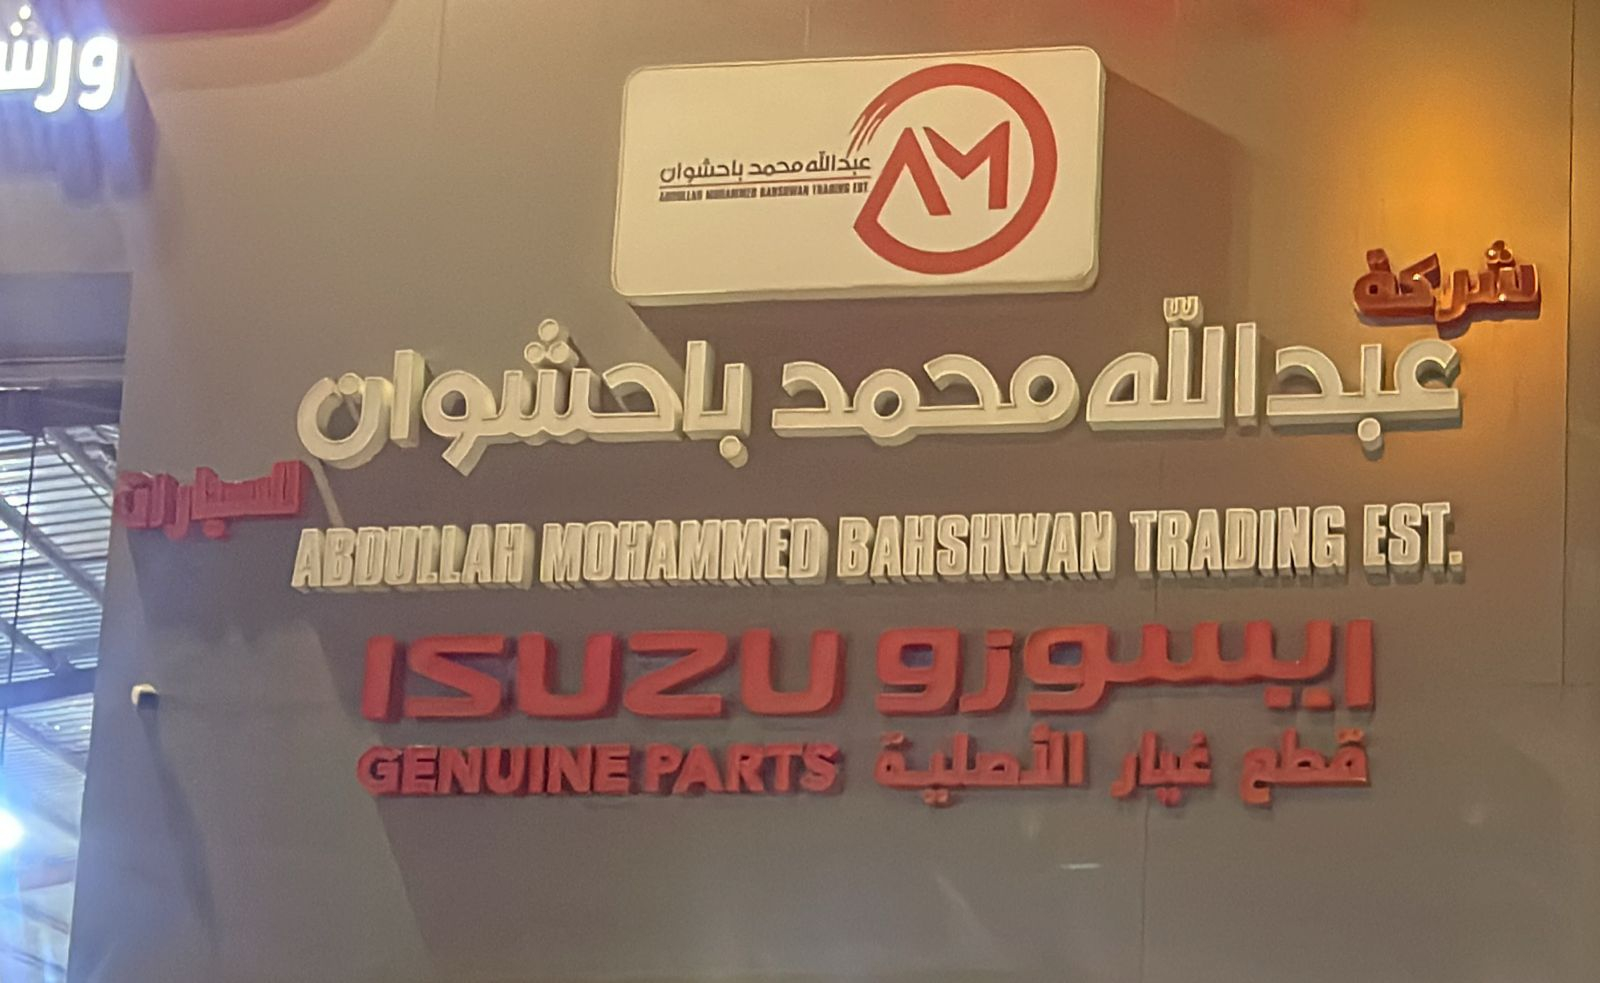 ورش
عبدالله محمد باحشوان
ABDULLAH MOHAMMED BAHSHWAN TRADING EST
AM
شركة
عبدالله محمد باحشوان
للسيارات
ABDULLAH MOHAMMED BAHSHWAN TRADING EST.
ISUZU ايسوزو
GENUINE PARTS قطع غيار الأصلية